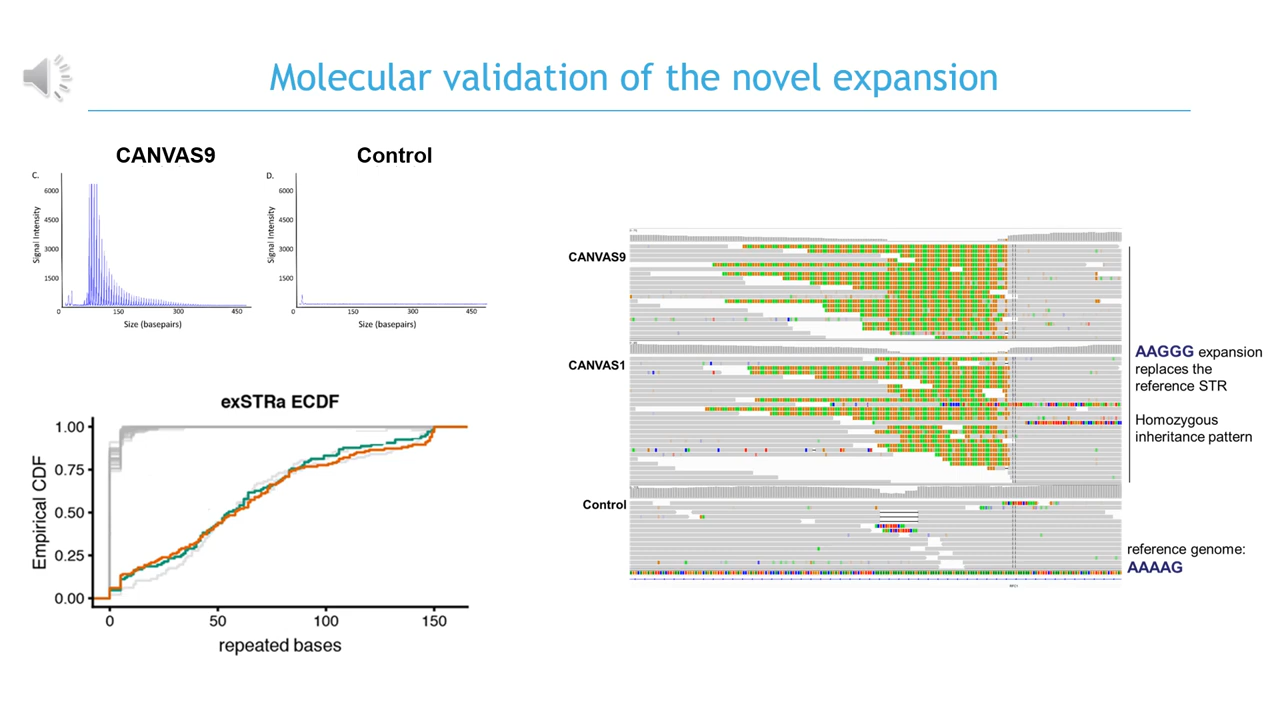 Molecular validation of the novel expansion
CANVAS9
Control
C.
6000
4500
3000
1500
Signal Intensity
0
150
300
450
Size (basepairs)
D.
6000
4500
3000
1500
Signal Intensity
0
150
300
450
Size (basepairs)
exSTRa ECDF
1.00
0.75
0.50
0.25
0.00
Empirical CDF
0
50
100
150
repeated bases
CANVAS9
CANVAS1
Control
AAGGG expansion
replaces the
reference STR
Homozygous
inheritance pattern
reference genome:
AAAAG